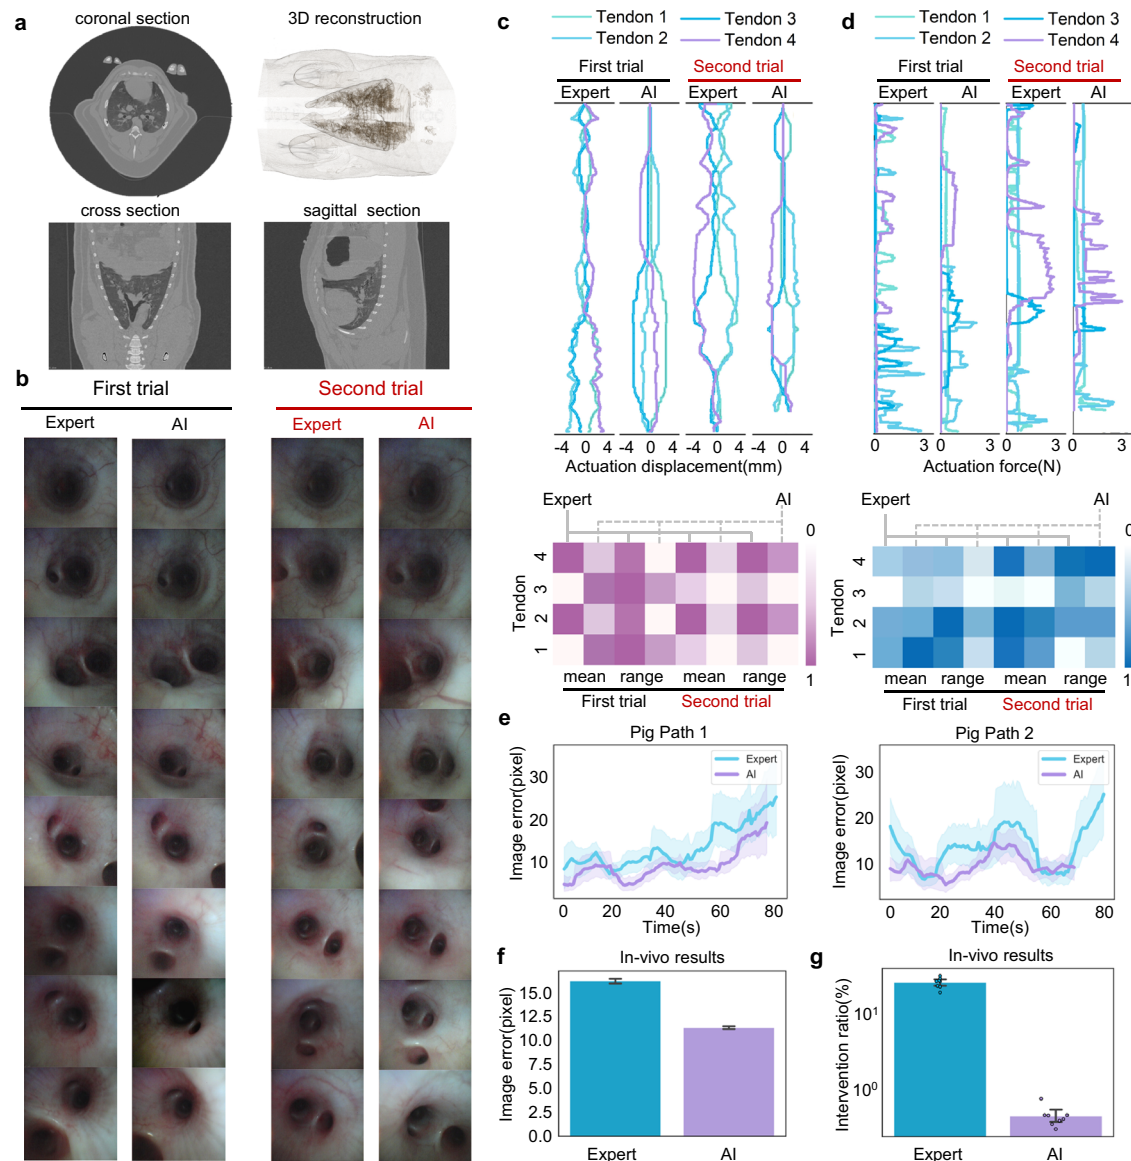 a
coronal section
3D reconstruction
cross section
sagittal section
b
First trial
Second trial
Expert
AI
Expert
AI
c
Tendon 1
Tendon 3
Tendon 2
Tendon 4
First trial
Second trial
Expert
AI
Expert
AI
-4 0 4
-4 0 4
-4 0 4
-4 0 4
Actuation displacement(mm)
Expert
AI
0
4
3
2
1
Tendon
1
mean
range
mean
range
First trial
Second trial
d
Tendon 1
Tendon 3
Tendon 2
Tendon 4
First trial
Second trial
Expert
AI
Expert
AI
0 3
0 3
0 3
0 3
Actuation force(N)
Expert
AI
0
4
3
2
1
Tendon
1
mean
range
mean
range
First trial
Second trial
e
Pig Path 1
Expert
AI
30
20
10
Image error(pixel)
0 20 40 60 80
Time(s)
Pig Path 2
Expert
AI
30
20
10
Image error(pixel)
0 20 40 60 80
Time(s)
f
In-vivo results
15.0
12.5
10.0
7.5
5.0
2.5
0.0
Image error(pixel)
Expert
AI
g
In-vivo results
10¹
10⁰
Intervention ratio(%)
Expert
AI